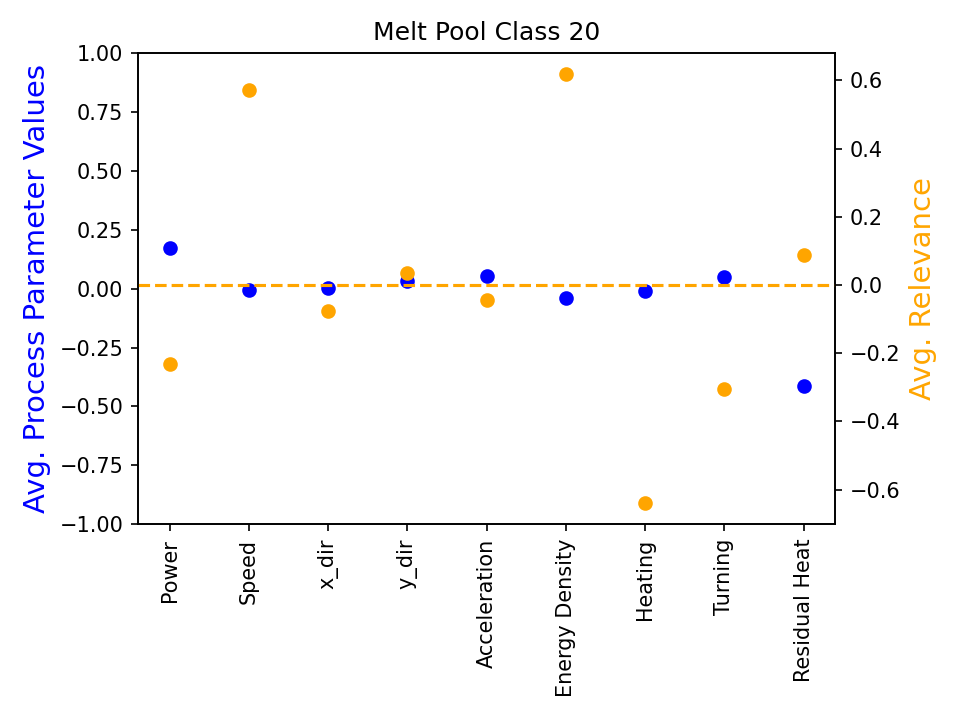 Melt Pool Class 20
Avg. Process Parameter Values
1.00
0.75
0.50
0.25
0.00
−0.25
−0.50
−0.75
−1.00
0.6
0.4
0.2
0.0
−0.2
−0.4
−0.6
Avg. Relevance
Power
Speed
x_dir
y_dir
Acceleration
Energy Density
Heating
Turning
Residual Heat